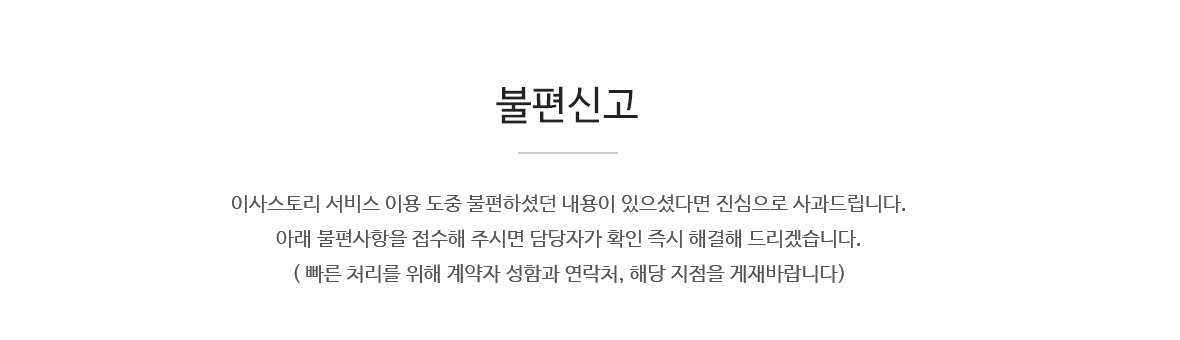 불편신고
이사스토리 서비스 이용 도중 불편하셨던 내용이 있으셨다면 진심으로 사과드립니다.
아래 불편사항을 접수해 주시면 담당자가 확인 즉시 해결해 드리겠습니다.
( 빠른 처리를 위해 계약자 성함과 연락처, 해당 지점을 게재바랍니다)